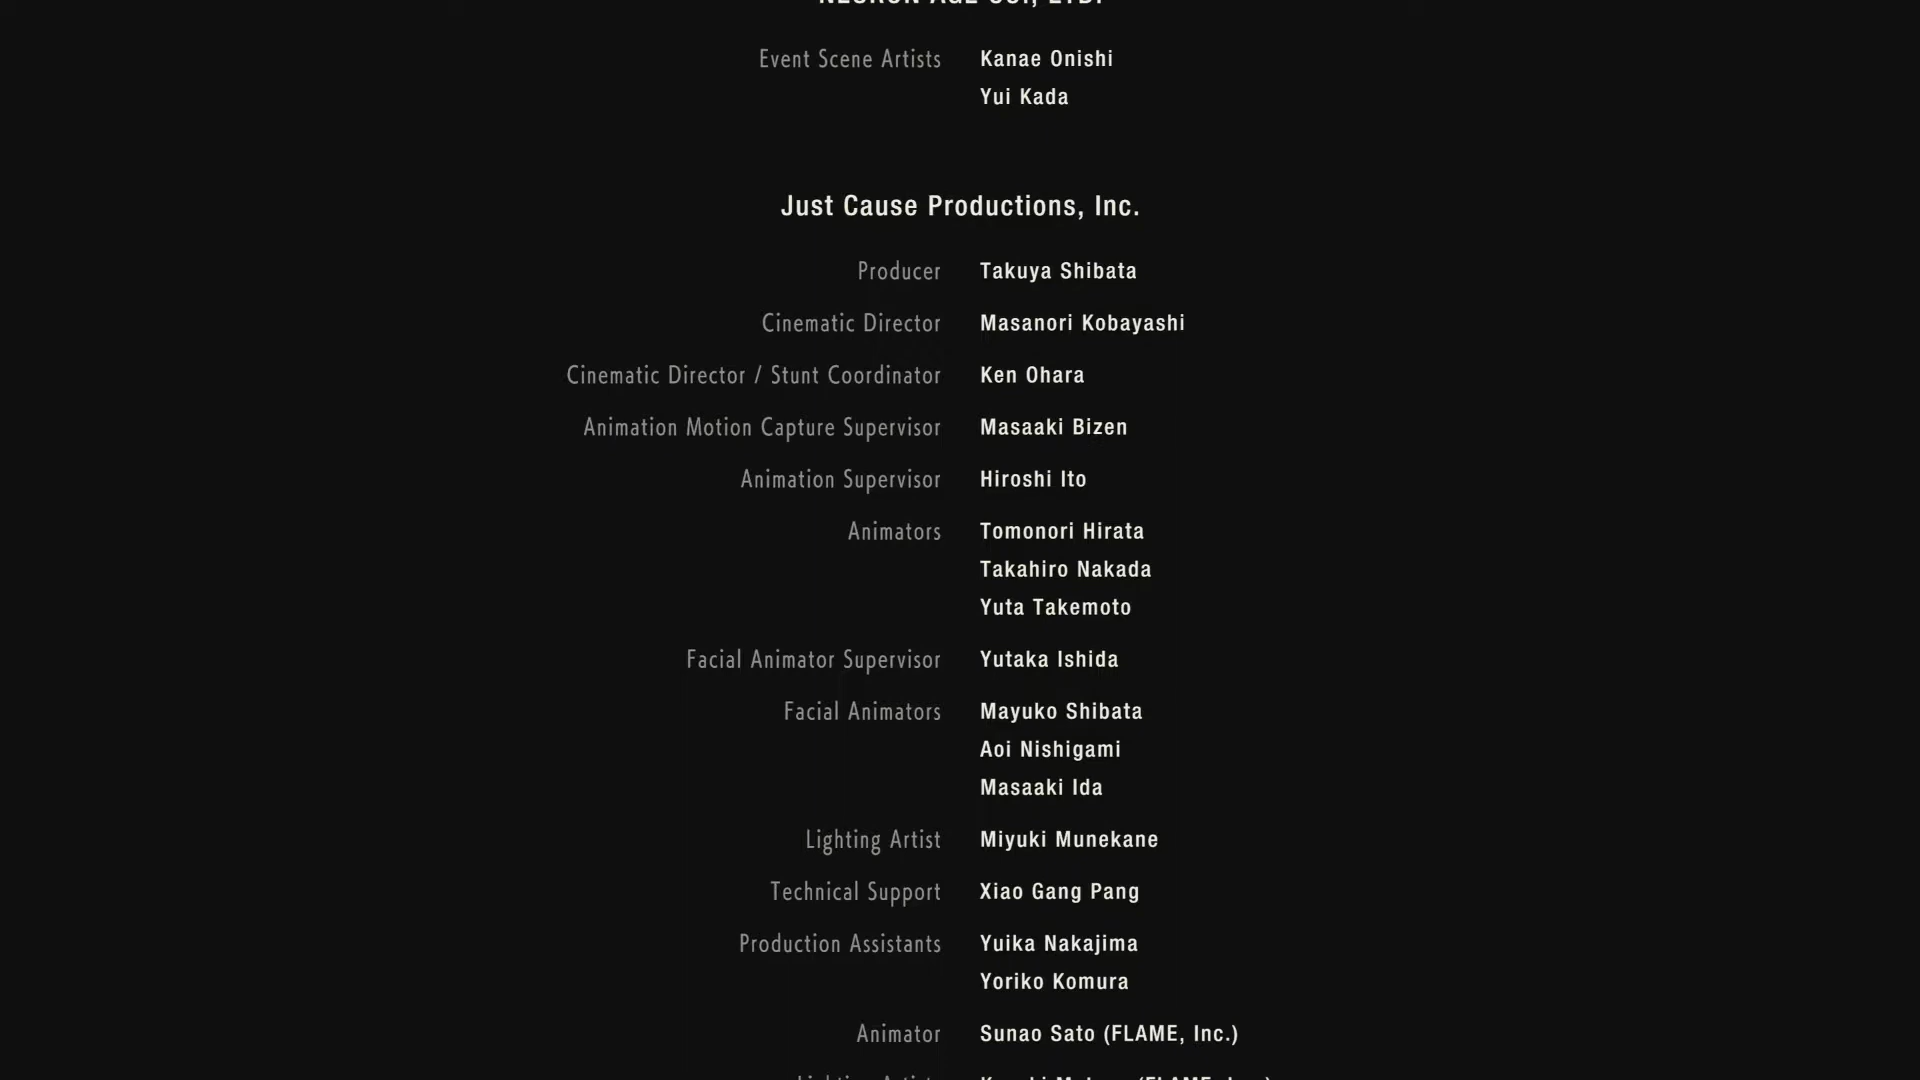 Event Scene Artists Kanae Onishi
Yui Kada
Just Cause Productions, Inc.
Producer Takuya Shibata
Cinematic Director Masanori Kobayashi
Cinematic Director / Stunt Coordinator Ken Ohara
Animation Motion Capture Supervisor Masaaki Bizen
Animation Supervisor Hiroshi Ito
Animators Tomonori Hirata
Takahiro Nakada
Yuta Takemoto
Facial Animator Supervisor Yutaka Ishida
Facial Animators Mayuko Shibata
Aoi Nishigami
Masaaki Ida
Lighting Artist Miyuki Munekane
Technical Support Xiao Gang Pang
Production Assistants Yuika Nakajima
Yoriko Komura
Animator Sunao Sato (FLAME, Inc.)